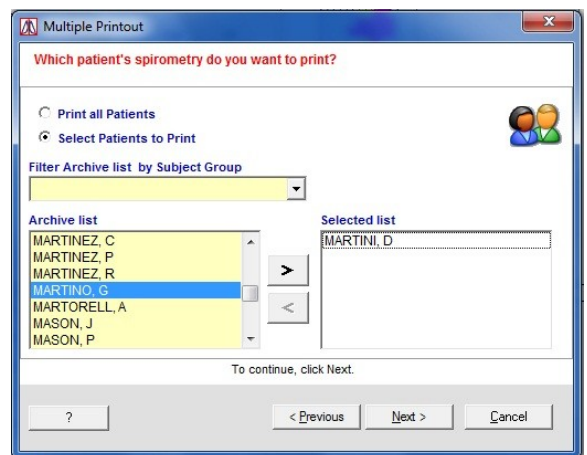 Multiple Printout
Which patient's spirometry do you want to print?
Print all Patients
Select Patients to Print
Filter Archive list by Subject Group
Archive list
MARTINEZ, C
MARTINEZ, P
MARTINEZ, R
MARTINO, G
MARTORELL, A
MASON, J
MASON, P
>
<
Selected list
MARTINI, D
To continue, click Next.
?
< Previous
Next >
Cancel